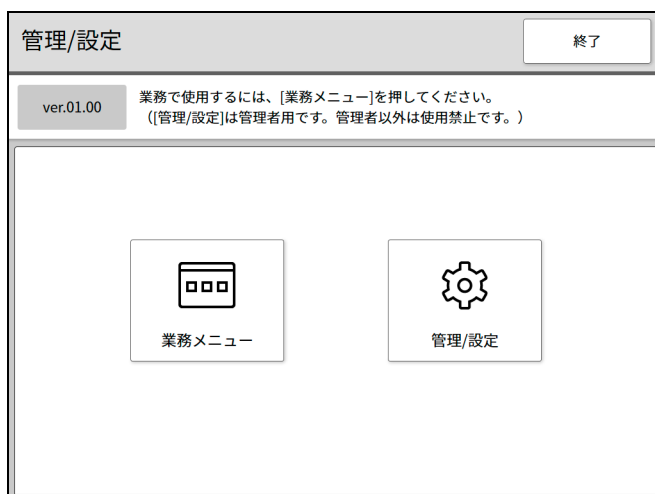 管理/設定
終了
ver.01.00
業務で使用するには、[業務メニュー]を押してください。
（[管理/設定]は管理者用です。管理者以外は使用禁止です。）
業務メニュー
管理/設定